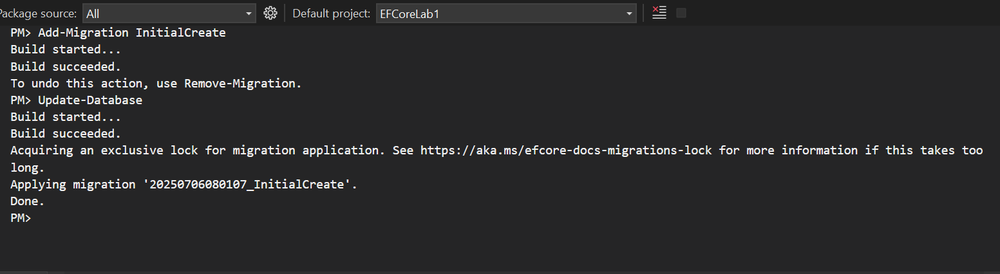 Package source: All Default project: EFCoreLab1
PM> Add-Migration InitialCreate
Build started...
Build succeeded.
To undo this action, use Remove-Migration.
PM> Update-Database
Build started...
Build succeeded.
Acquiring an exclusive lock for migration application. See https://aka.ms/efcore-docs-migrations-lock for more information if this takes too
long.
Applying migration '20250706080107_InitialCreate'.
Done.
PM>